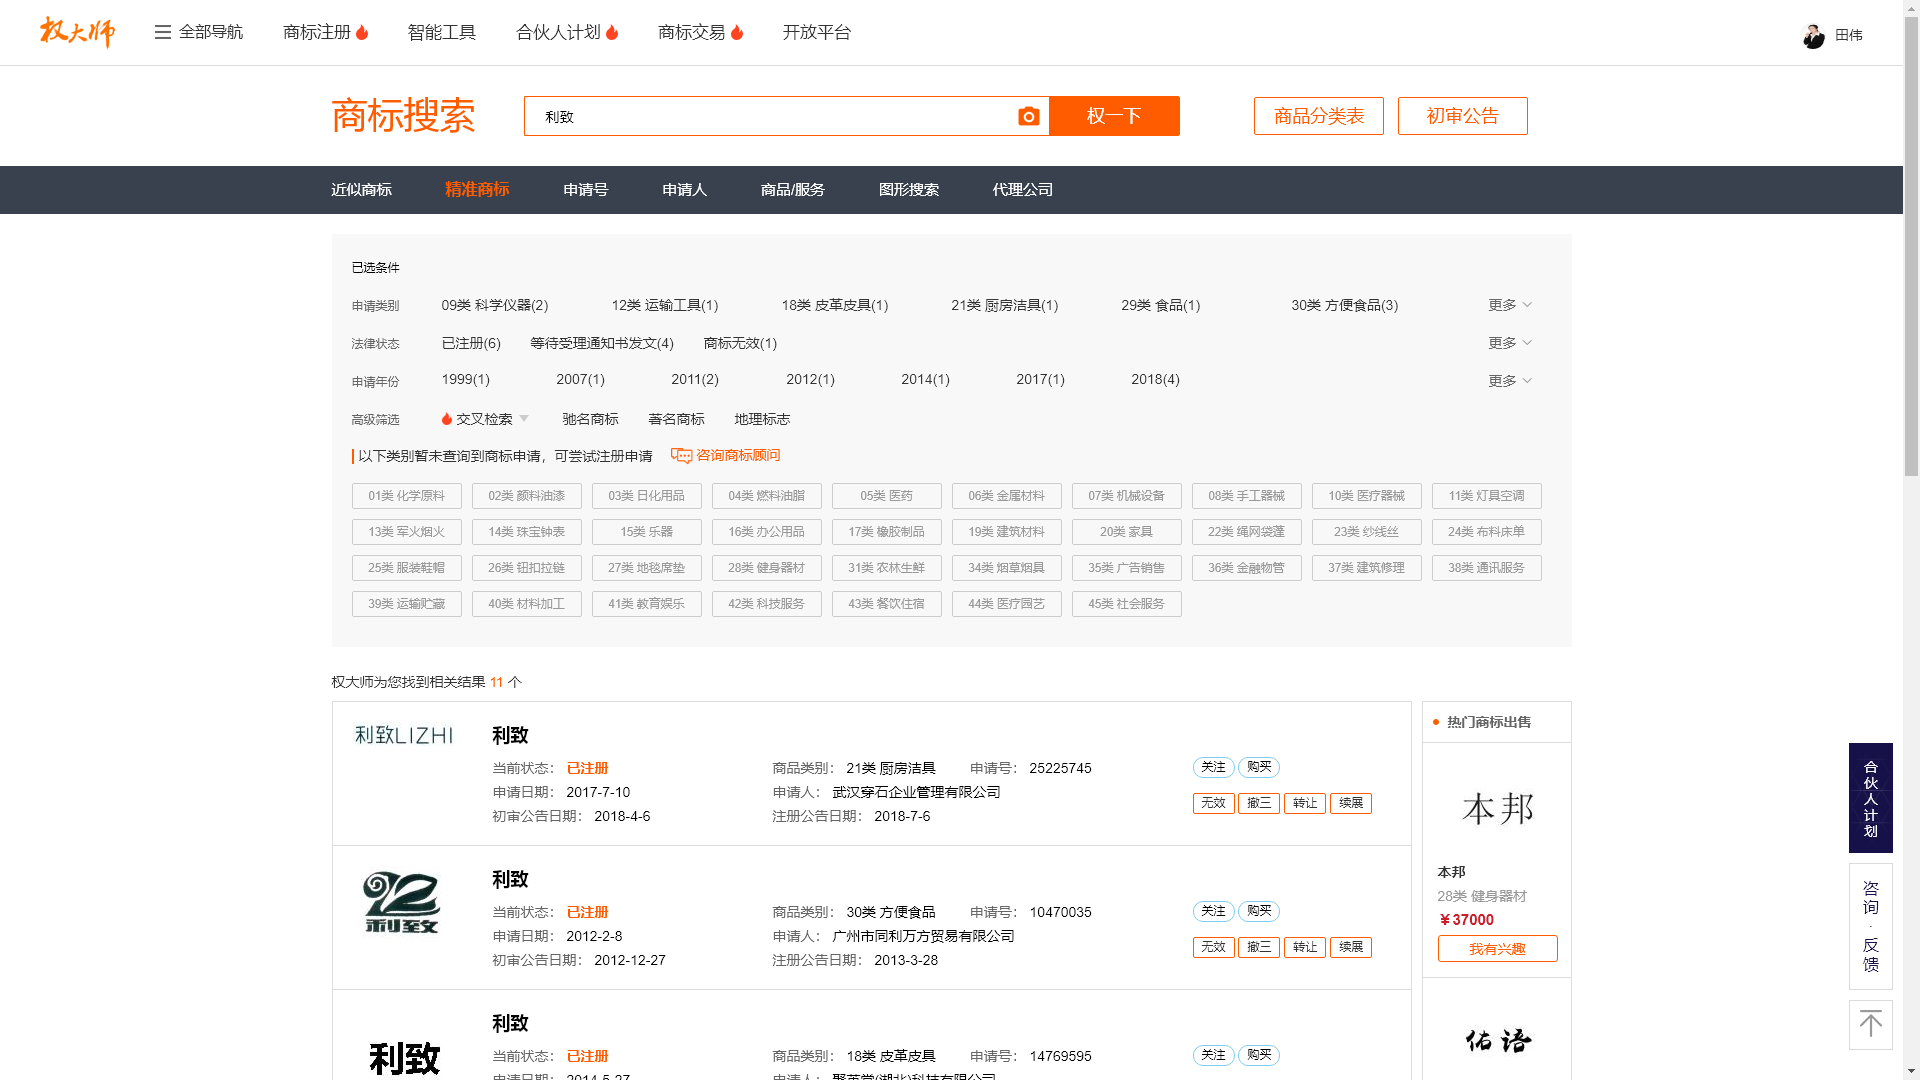 权大师 全部导航 商标注册 智能工具 合伙人计划 商标交易 开放平台 田伟
商标搜索 利致 权一下 商品分类表 初审公告
近似商标 精准商标 申请号 申请人 商品/服务 图形搜索 代理公司
已选条件
申请类别 09类 科学仪器(2) 12类 运输工具(1) 18类 皮革皮具(1) 21类 厨房洁具(1) 29类 食品(1) 30类 方便食品(3) 更多
法律状态 已注册(6) 等待受理通知书发文(4) 商标无效(1) 更多
申请年份 1999(1) 2007(1) 2011(2) 2012(1) 2014(1) 2017(1) 2018(4) 更多
高级筛选 交叉检索 驰名商标 著名商标 地理标志
以下类别暂未查询到商标申请，可尝试注册申请 咨询商标顾问
01类 化学原料 02类 颜料油漆 03类 日化用品 04类 燃料油脂 05类 医药 06类 金属材料 07类 机械设备 08类 手工器械 10类 医疗器械 11类 灯具空调
13类 军火烟火 14类 珠宝钟表 15类 乐器 16类 办公用品 17类 橡胶制品 19类 建筑材料 20类 家具 22类 绳网袋篷 23类 纱线丝 24类 布料床单
25类 服装鞋帽 26类 钮扣拉链 27类 地毯席垫 28类 健身器材 31类 农林生鲜 34类 烟草烟具 35类 广告销售 36类 金融物管 37类 建筑修理 38类 通讯服务
39类 运输贮藏 40类 材料加工 41类 教育娱乐 42类 科技服务 43类 餐饮住宿 44类 医疗园艺 45类 社会服务
权大师为您找到相关结果 11 个
利致LIZHI 利致
当前状态： 已注册 商品类别： 21类 厨房洁具 申请号： 25225745 关注 购买
申请日期： 2017-7-10 申请人： 武汉穿石企业管理有限公司
无效 撤三 转让 续展
初审公告日期： 2018-4-6 注册公告日期： 2018-7-6
利致
利致
当前状态： 已注册 商品类别： 30类 方便食品 申请号： 10470035 关注 购买
申请日期： 2012-2-8 申请人： 广州市同利万方贸易有限公司
无效 撤三 转让 续展
初审公告日期： 2012-12-27 注册公告日期： 2013-3-28
利致
利致
当前状态： 已注册 商品类别： 18类 皮革皮具 申请号： 14769595 关注 购买
申请日期： 2014-5-27 申请人： 聚英堂(湖北)科技有限公司
热门商标出售
本邦
本邦
28类 健身器材
￥37000
我有兴趣
佑语
合伙人计划
咨询·反馈